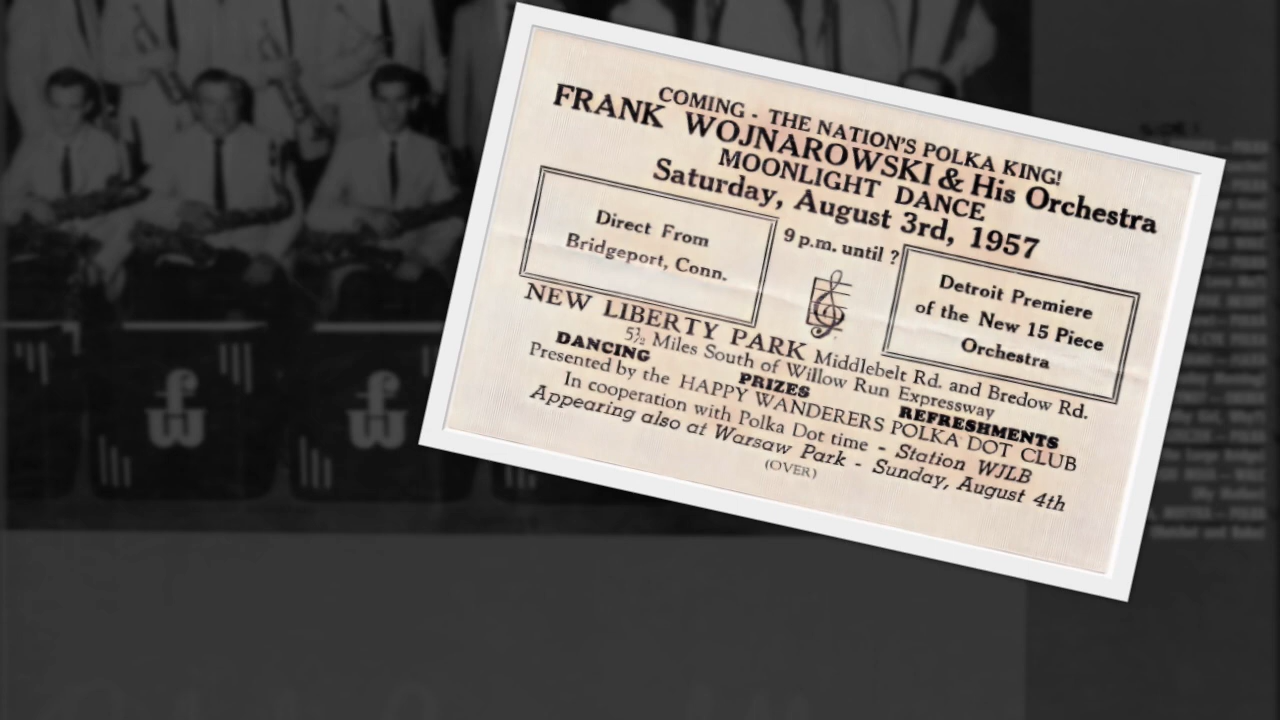 COMING - THE NATION'S POLKA KING!
FRANK WOJNAROWSKI & His Orchestra
MOONLIGHT DANCE
Saturday, August 3rd, 1957
9 p.m. until ?
Direct From
Bridgeport, Conn.
Detroit Premiere
of the New 15 Piece
Orchestra
NEW LIBERTY PARK Middlebelt Rd. and Bredow Rd.
5½ Miles South of Willow Run Expressway
DANCING PRIZES REFRESHMENTS
Presented by the HAPPY WANDERERS POLKA DOT CLUB
In cooperation with Polka Dot time - Station WJLB
Appearing also at Warsaw Park - Sunday, August 4th
(OVER)
fw
fw